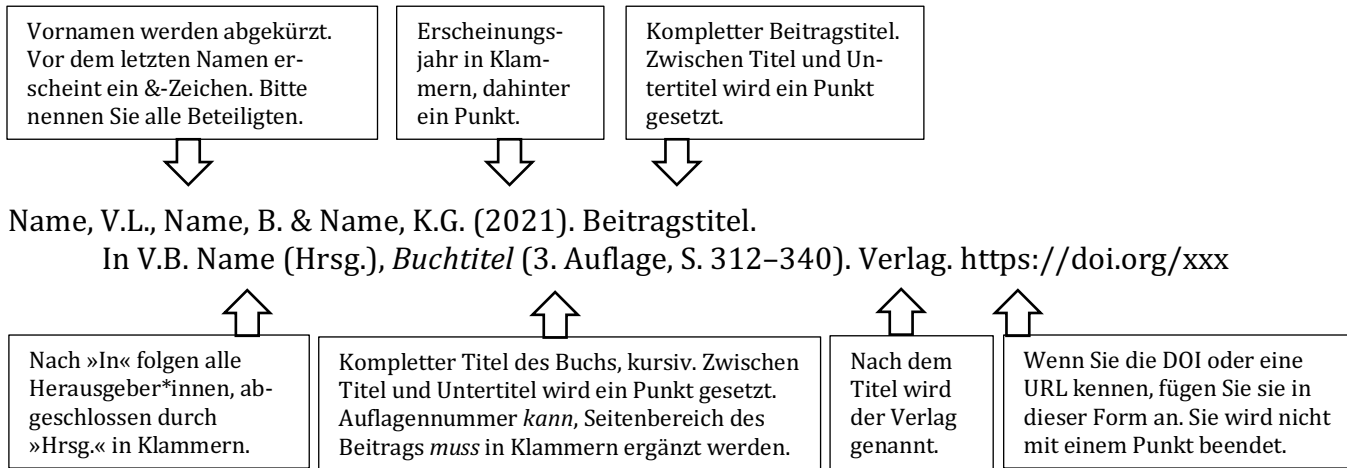 Vornamen werden abgekürzt.
Vor dem letzten Namen er-
scheint ein &-Zeichen. Bitte
nennen Sie alle Beteiligten.
Erscheinungs-
jahr in Klam-
mern, dahinter
ein Punkt.
Kompletter Beitragstitel.
Zwischen Titel und Un-
tertitel wird ein Punkt
gesetzt.
Name, V.L., Name, B. & Name, K.G. (2021). Beitragstitel.
In V.B. Name (Hrsg.), Buchtitel (3. Auflage, S. 312–340). Verlag. https://doi.org/xxx
Nach »In« folgen alle
Herausgeber*innen, ab-
geschlossen durch
»Hrsg.« in Klammern.
Kompletter Titel des Buchs, kursiv. Zwischen
Titel und Untertitel wird ein Punkt gesetzt.
Auflagennummer kann, Seitenbereich des
Beitrags muss in Klammern ergänzt werden.
Nach dem
Titel wird
der Verlag
genannt.
Wenn Sie die DOI oder eine
URL kennen, fügen Sie sie in
dieser Form an. Sie wird nicht
mit einem Punkt beendet.